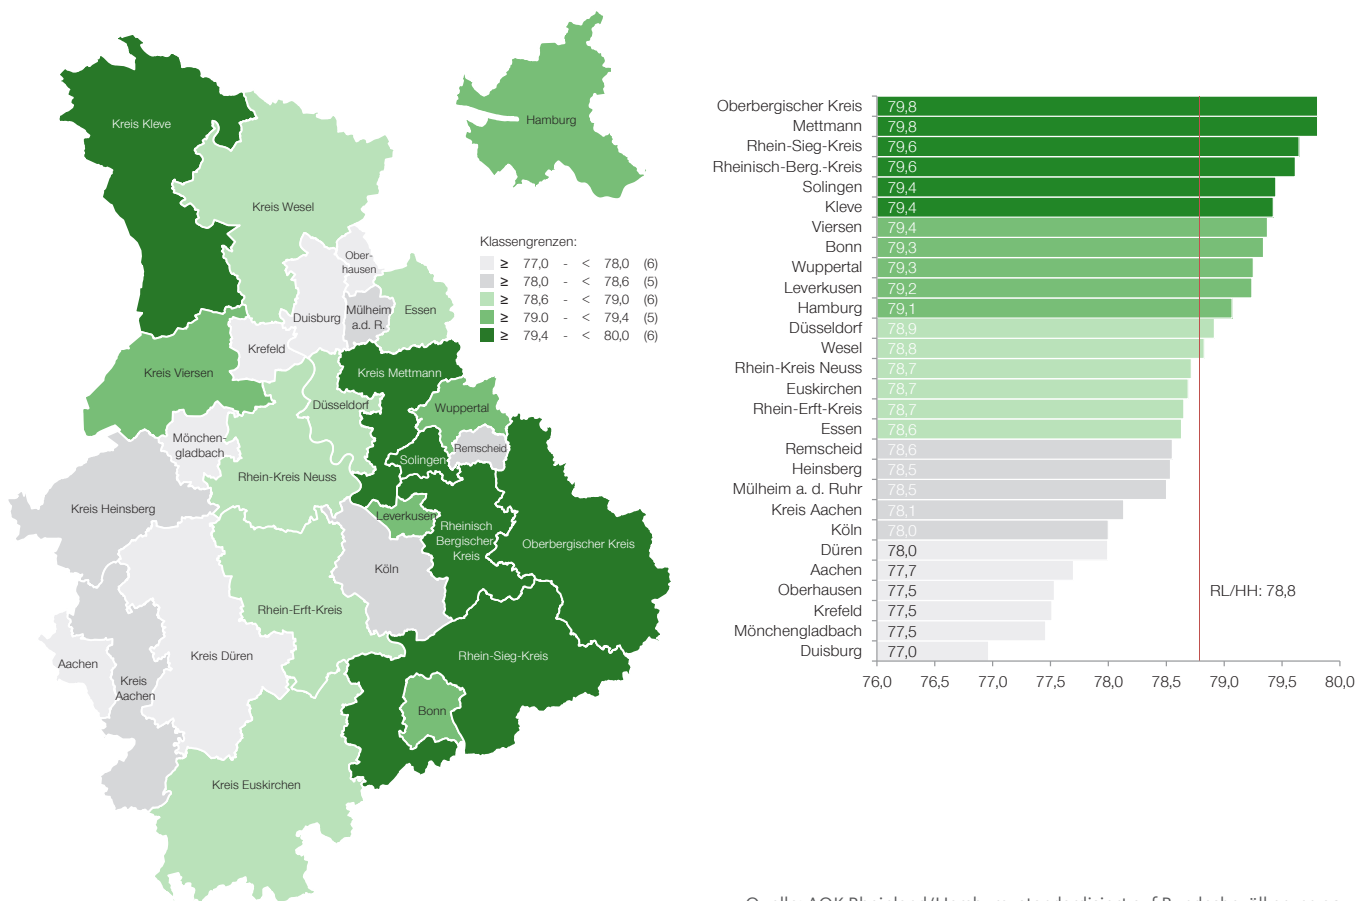 Kreis Kleve
Hamburg
Kreis Wesel
Ober-
hausen
Duisburg
Mülheim
a.d. R.
Essen
Krefeld
Kreis Viersen
Kreis Mettmann
Düsseldorf
Wuppertal
Mönchen-
gladbach
Remscheid
Solingen
Rhein-Kreis Neuss
Kreis Heinsberg
Leverkusen
Rheinisch
Bergischer
Kreis
Oberbergischer Kreis
Köln
Rhein-Erft-Kreis
Kreis Düren
Rhein-Sieg-Kreis
Aachen
Kreis
Aachen
Bonn
Kreis Euskirchen
Klassengrenzen:
≥ 77,0 - < 78,0 (6)
≥ 78,0 - < 78,6 (5)
≥ 78,6 - < 79,0 (6)
≥ 79.0 - < 79,4 (5)
≥ 79,4 - < 80,0 (6)
Oberbergischer Kreis 79,8
Mettmann 79,8
Rhein-Sieg-Kreis 79,6
Rheinisch-Berg.-Kreis 79,6
Solingen 79,4
Kleve 79,4
Viersen 79,4
Bonn 79,3
Wuppertal 79,3
Leverkusen 79,2
Hamburg 79,1
Düsseldorf 78,9
Wesel 78,8
Rhein-Kreis Neuss 78,7
Euskirchen 78,7
Rhein-Erft-Kreis 78,7
Essen 78,6
Remscheid 78,6
Heinsberg 78,5
Mülheim a. d. Ruhr 78,5
Kreis Aachen 78,1
Köln 78,0
Düren 78,0
Aachen 77,7
Oberhausen 77,5
Krefeld 77,5
Mönchengladbach 77,5
Duisburg 77,0
RL/HH: 78,8
76,0 76,5 77,0 77,5 78,0 78,5 79,0 79,5 80,0